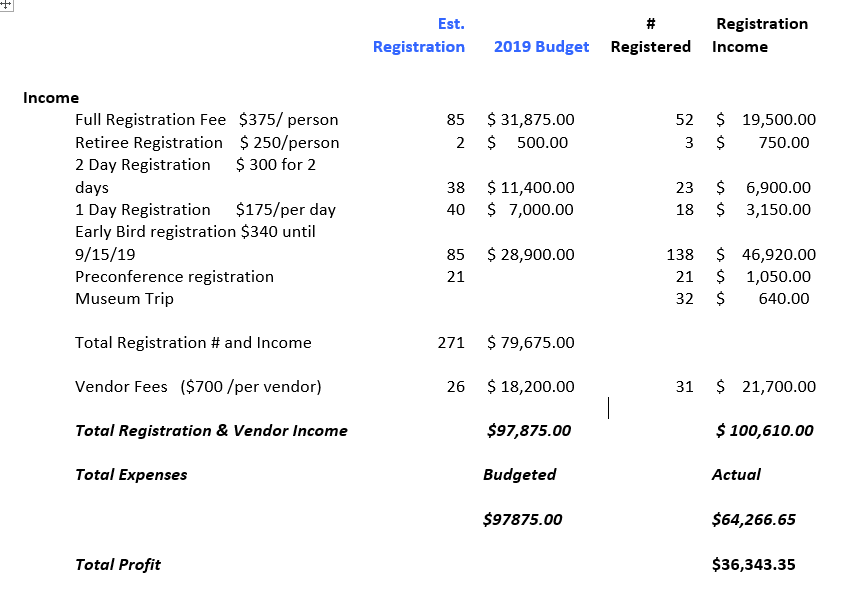 Est. # Registration
Registration 2019 Budget Registered Income
Income
Full Registration Fee $375/ person 85 $ 31,875.00 52 $ 19,500.00
Retiree Registration $ 250/person 2 $ 500.00 3 $ 750.00
2 Day Registration $ 300 for 2
days 38 $ 11,400.00 23 $ 6,900.00
1 Day Registration $175/per day 40 $ 7,000.00 18 $ 3,150.00
Early Bird registration $340 until
9/15/19 85 $ 28,900.00 138 $ 46,920.00
Preconference registration 21 21 $ 1,050.00
Museum Trip 32 $ 640.00
Total Registration # and Income 271 $ 79,675.00
Vendor Fees ($700 /per vendor) 26 $ 18,200.00 31 $ 21,700.00
Total Registration & Vendor Income $97,875.00 $ 100,610.00
Total Expenses Budgeted Actual
$97875.00 $64,266.65
Total Profit $36,343.35